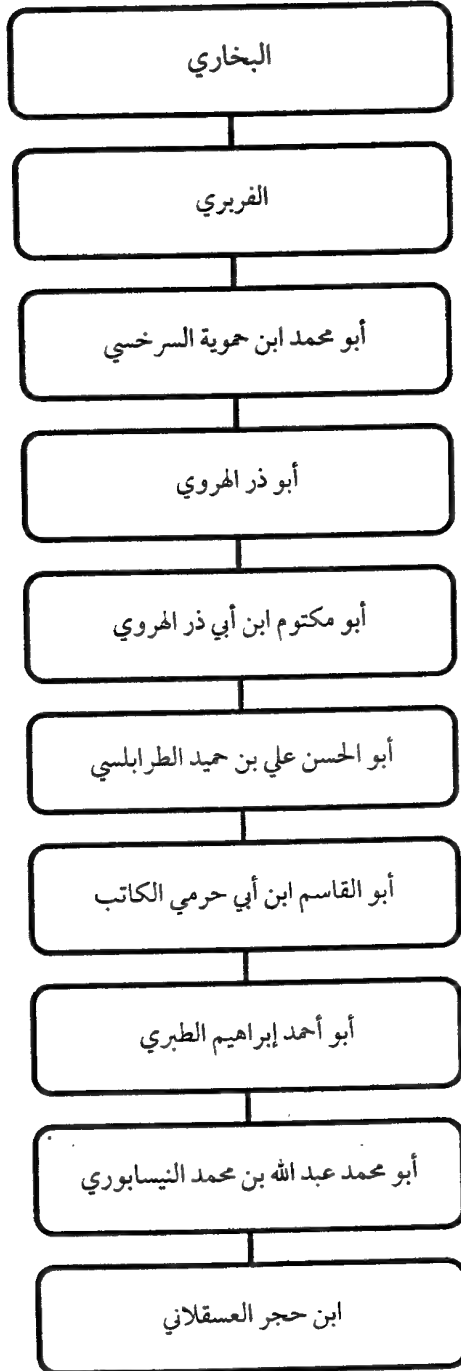 البخاري
الفربري
أبو محمد ابن حموية السرخسي
أبو ذر الهروي
أبو مكتوم ابن أبي ذر الهروي
أبو الحسن علي بن حميد الطرابلسي
أبو القاسم ابن أبي حرمي الكاتب
أبو أحمد إبراهيم الطبري
أبو محمد عبد الله بن محمد النيسابوري
ابن حجر العسقلاني